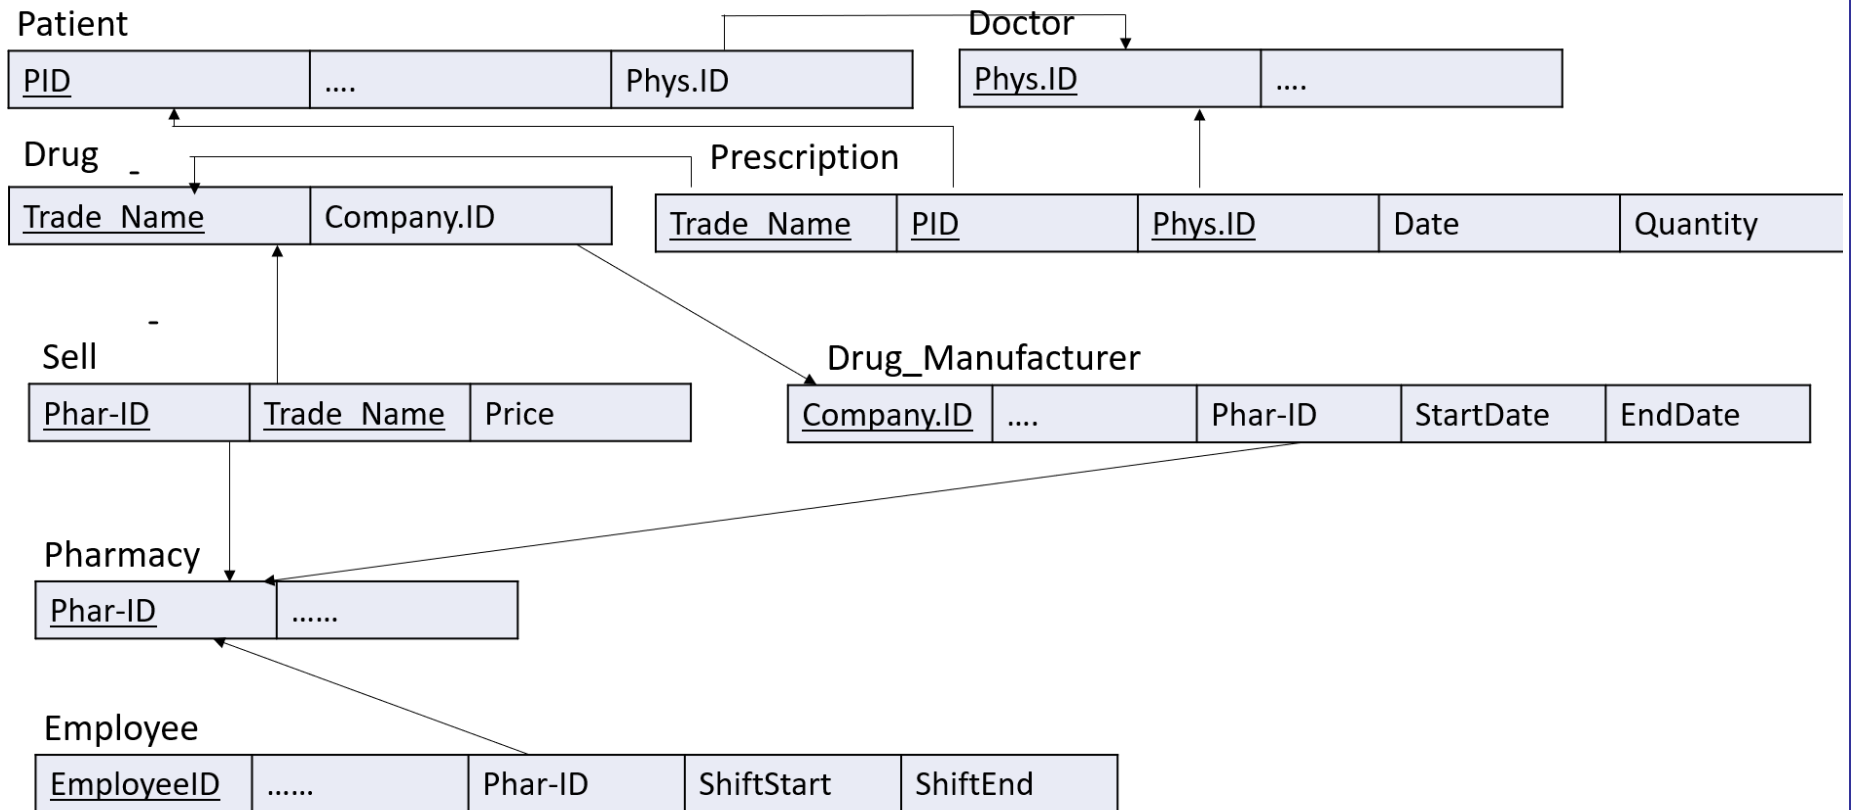 Patient
Doctor
PID …. Phys.ID
Phys.ID ….
Drug
Prescription
Trade_Name Company.ID
Trade_Name PID Phys.ID Date Quantity
Sell
Drug_Manufacturer
Phar-ID Trade_Name Price
Company.ID …. Phar-ID StartDate EndDate
Pharmacy
Phar-ID ……
Employee
EmployeeID …… Phar-ID ShiftStart ShiftEnd